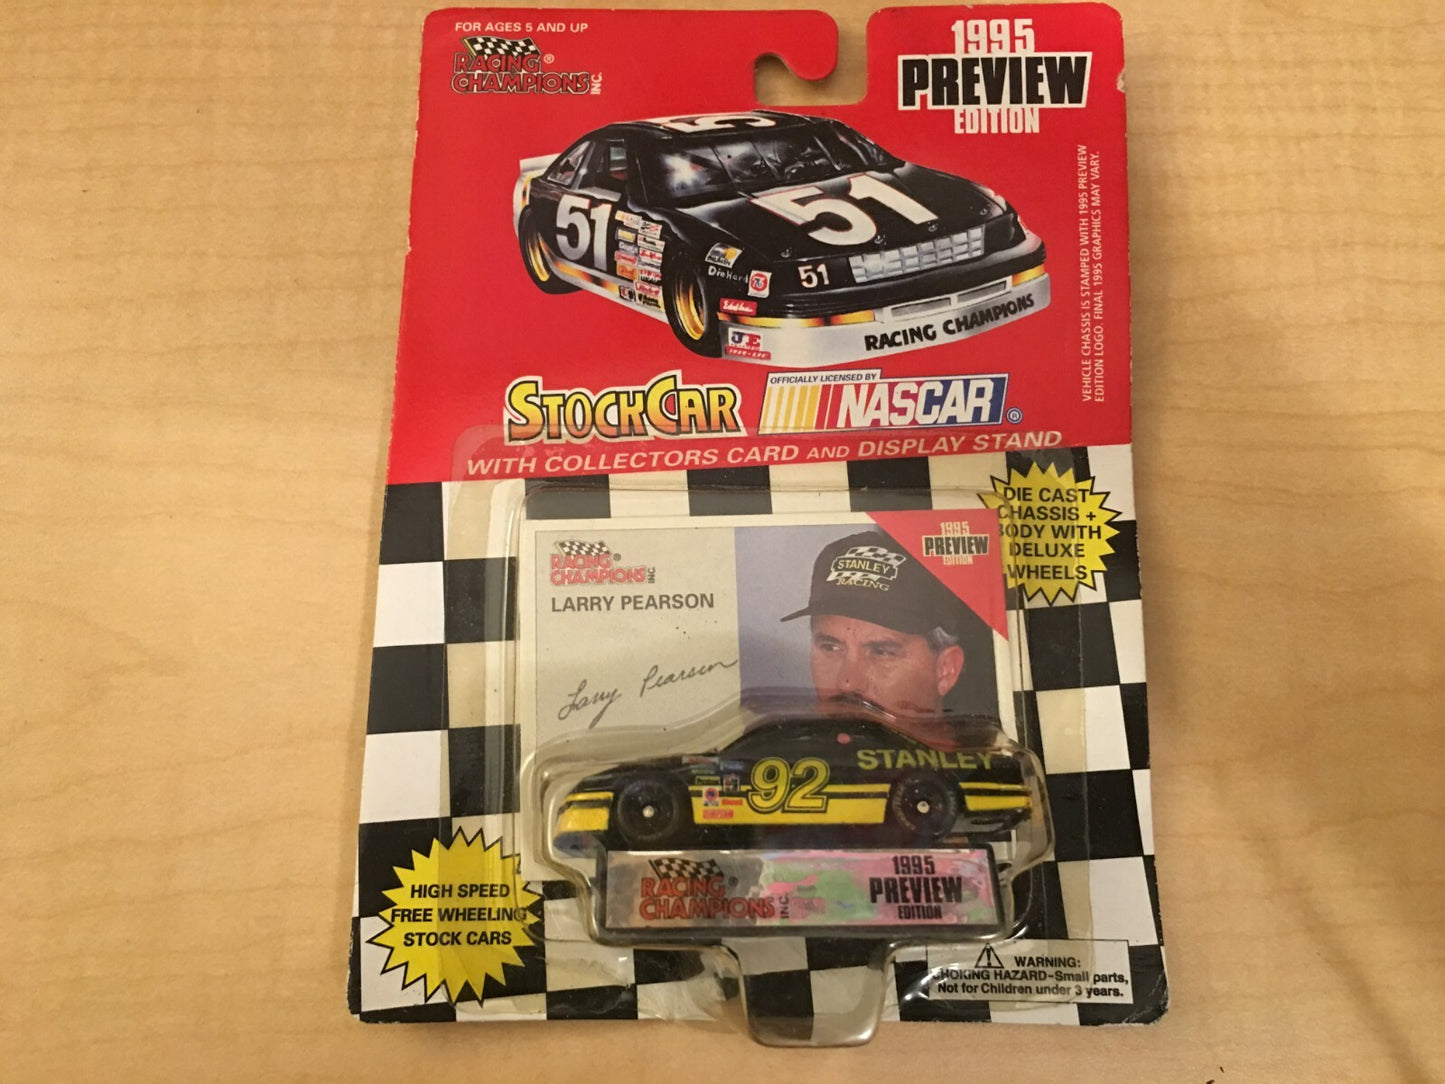 FOR AGES 5 AND UP
RACING®
CHAMPIONS INC.
1995
PREVIEW
EDITION
VEHICLE CHASSIS IS STAMPED WITH 1995 PREVIEW
EDITION LOGO. FINAL 1995 GRAPHICS MAY VARY.
51
51
51
51
DieHard
76
RACING CHAMPIONS
STOCKCAR
OFFICIALLY LICENSED BY
NASCAR®
WITH COLLECTORS CARD AND DISPLAY STAND
DIE CAST
CHASSIS +
BODY WITH
DELUXE
WHEELS
RACING®
CHAMPIONS INC.
LARRY PEARSON
Larry Pearson
STANLEY
RACING
1995
PREVIEW
EDITION
STANLEY
92
RACING®
CHAMPIONS INC.
1995
PREVIEW
EDITION
HIGH SPEED
FREE WHEELING
STOCK CARS
WARNING:
CHOKING HAZARD-Small parts,
Not for Children under 3 years.